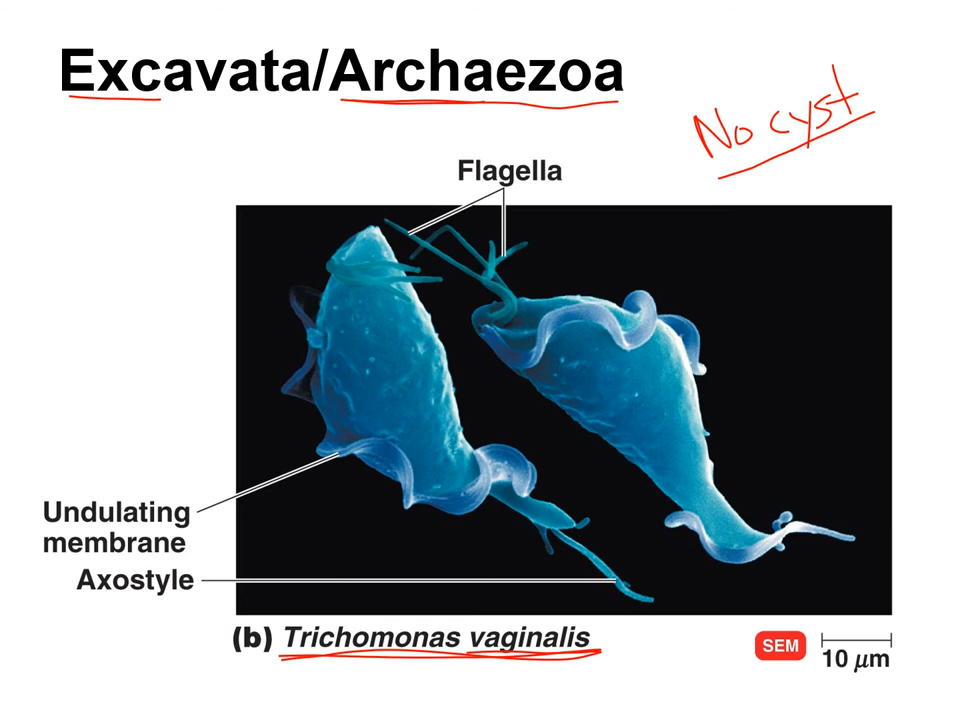 Excavata/Archaezoa
No cyst
Flagella
Undulating
membrane
Axostyle
(b) Trichomonas vaginalis
SEM
10 μm